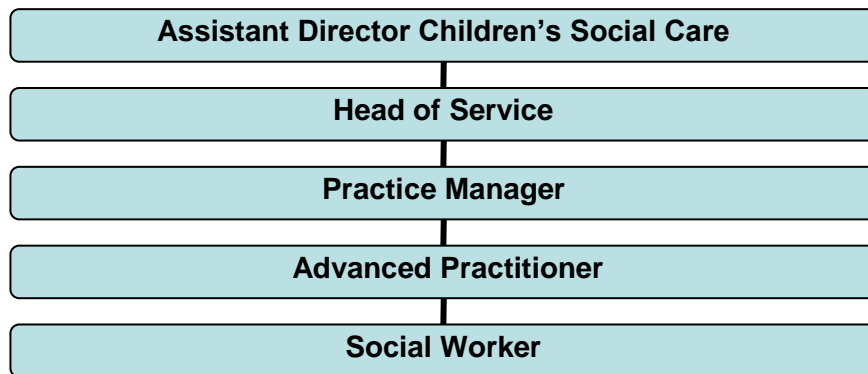 Assistant Director Children’s Social Care
Head of Service
Practice Manager
Advanced Practitioner
Social Worker